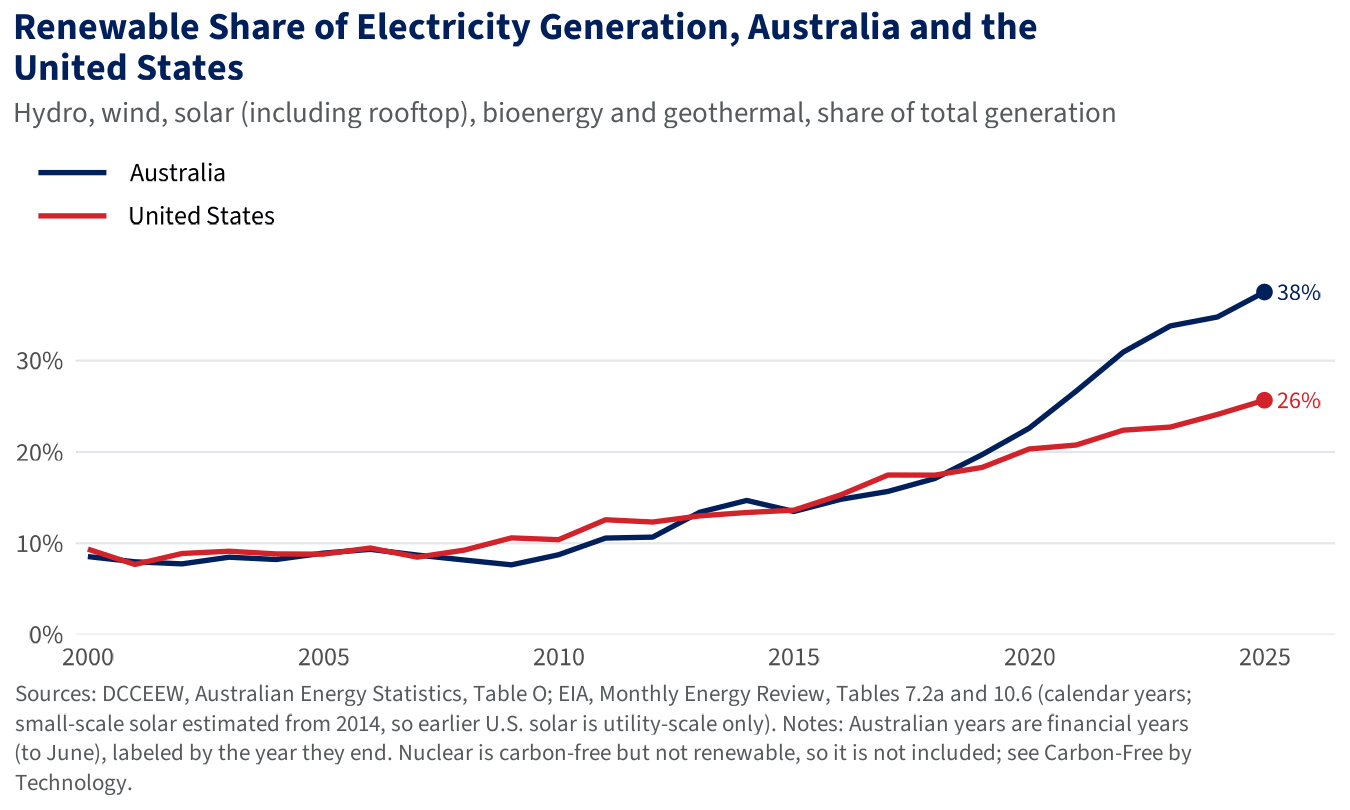 Renewable Share of Electricity Generation, Australia and the
United States
Hydro, wind, solar (including rooftop), bioenergy and geothermal, share of total generation
Australia
United States
38%
30%
26%
20%
10%
0%
2000 2005 2010 2015 2020 2025
Sources: DCCEEW, Australian Energy Statistics, Table O; EIA, Monthly Energy Review, Tables 7.2a and 10.6 (calendar years;
small-scale solar estimated from 2014, so earlier U.S. solar is utility-scale only). Notes: Australian years are financial years
(to June), labeled by the year they end. Nuclear is carbon-free but not renewable, so it is not included; see Carbon-Free by
Technology.